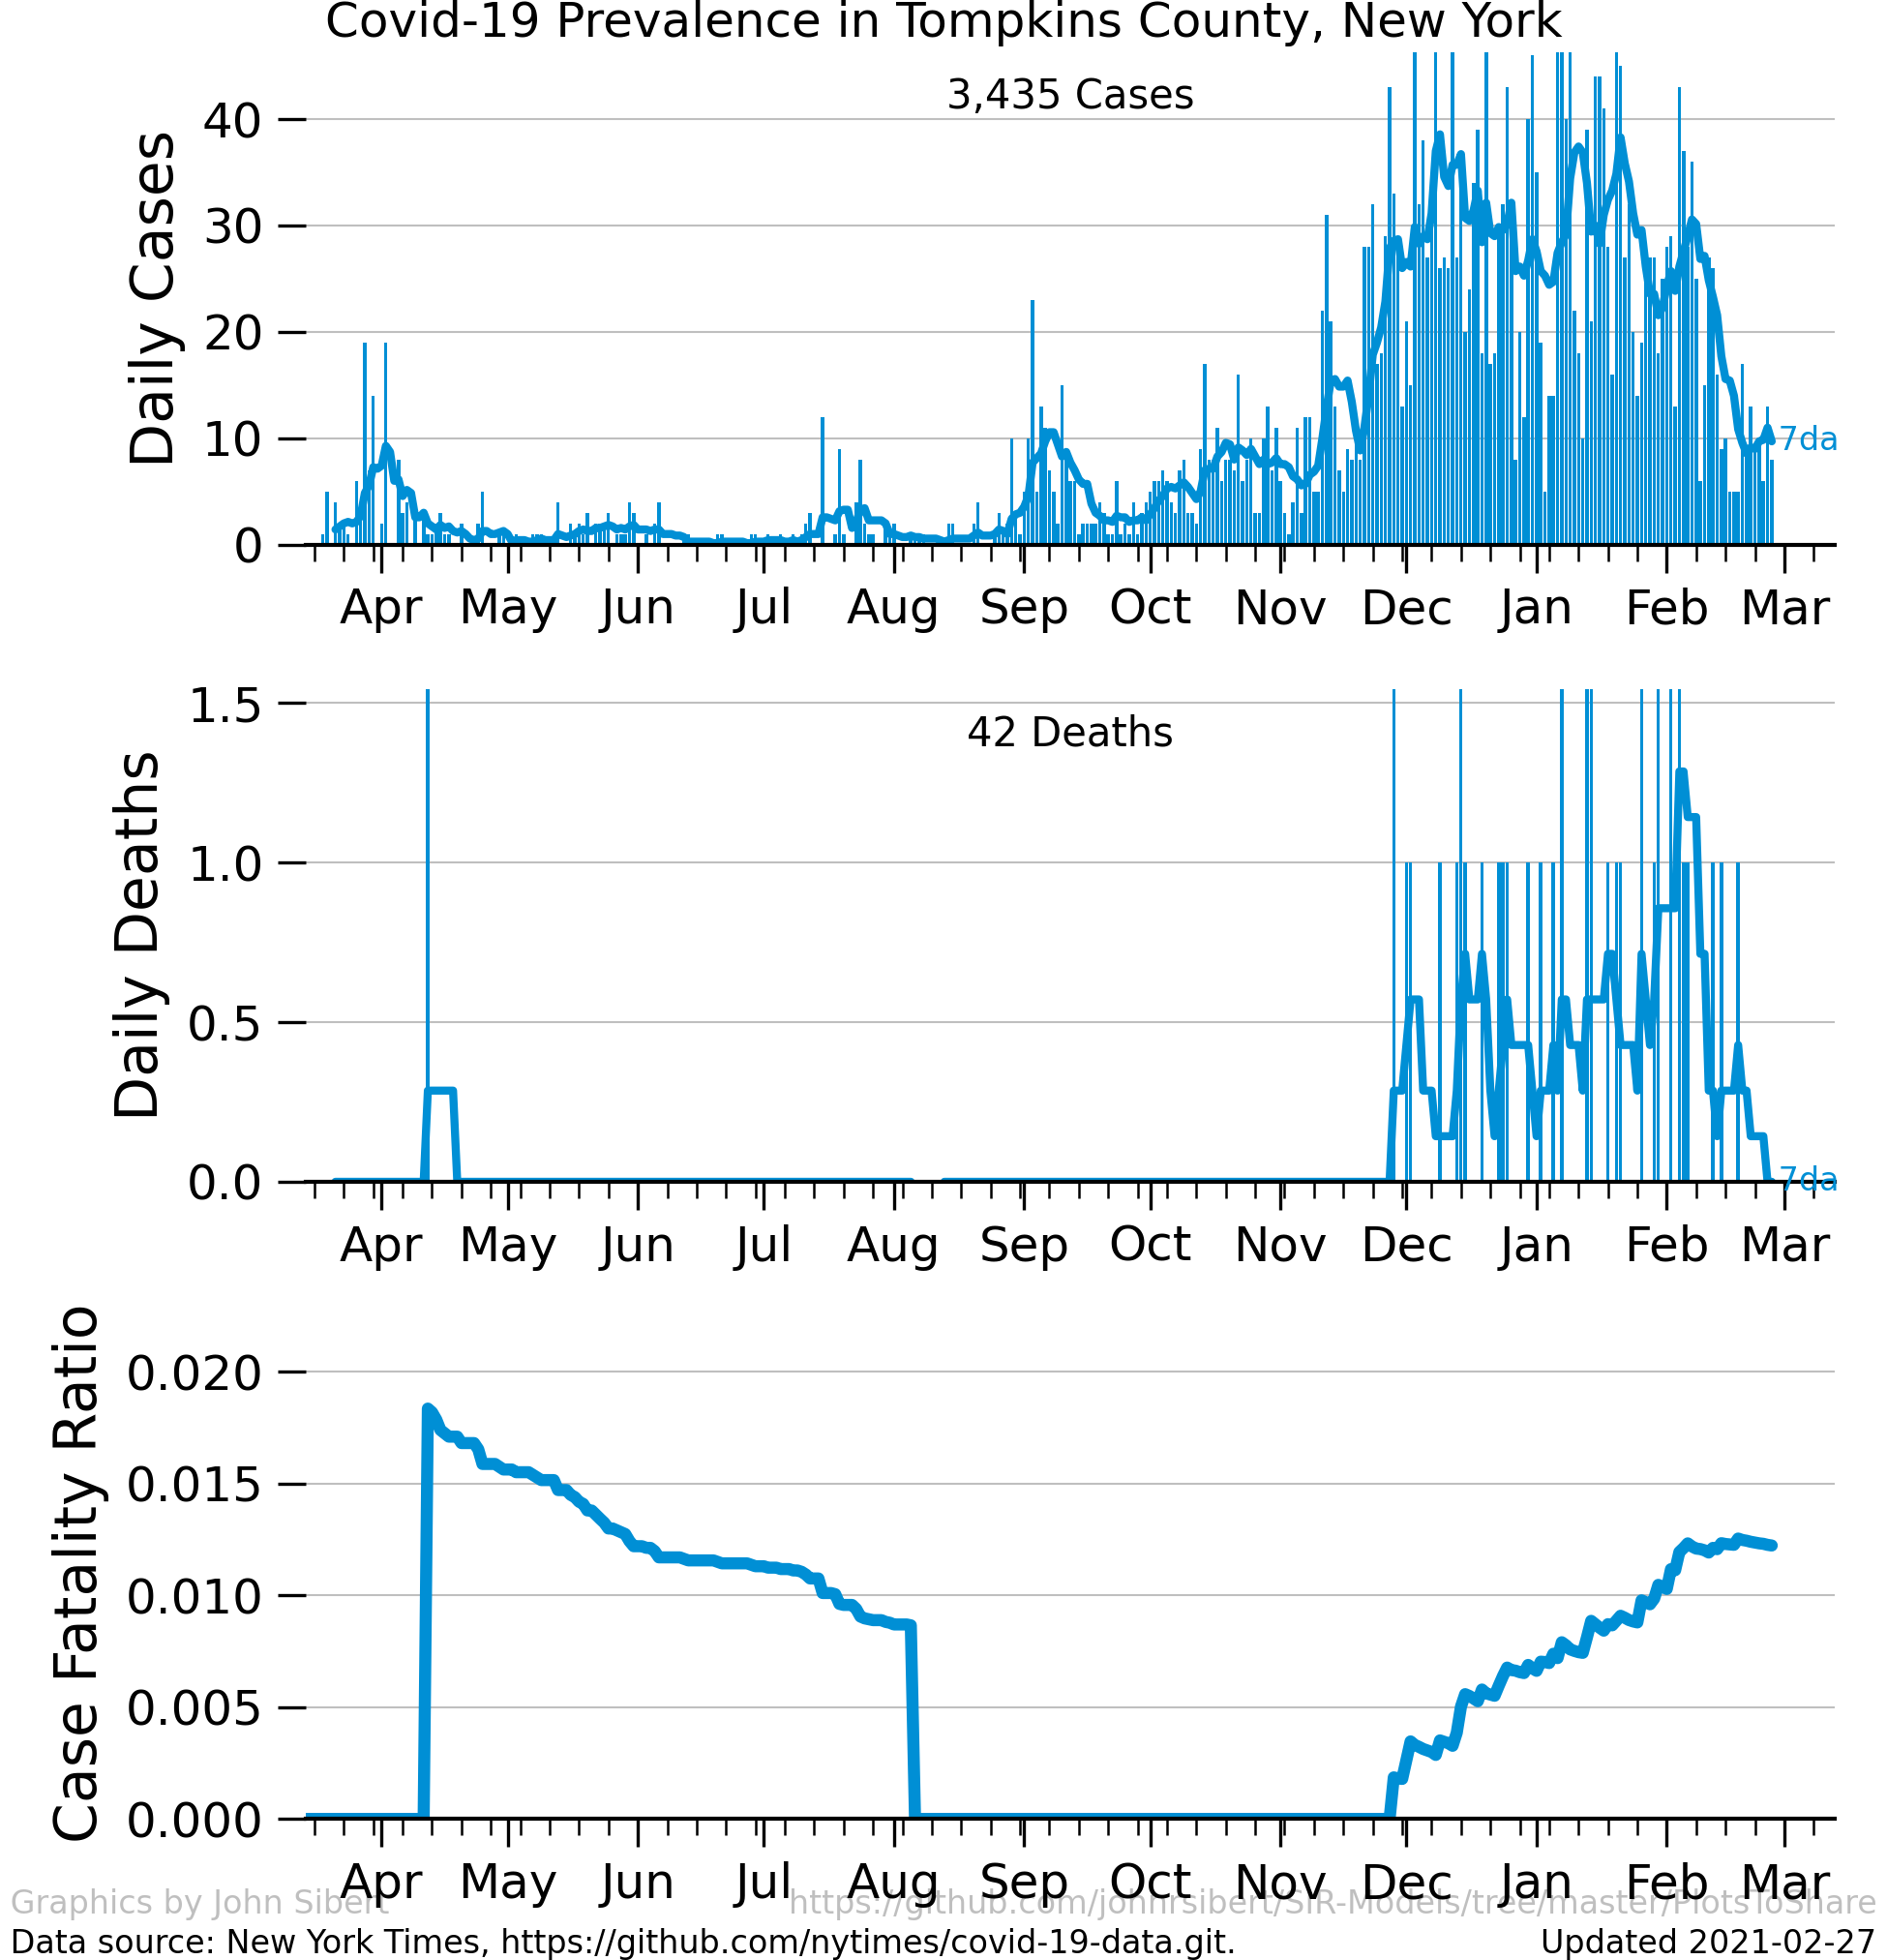 Covid-19 Prevalence in Tompkins County, New York
3,435 Cases
Daily Cases
40
30
20
10
0
7da
Apr May Jun Jul Aug Sep Oct Nov Dec Jan Feb Mar
42 Deaths
Daily Deaths
1.5
1.0
0.5
0.0
7da
Apr May Jun Jul Aug Sep Oct Nov Dec Jan Feb Mar
Case Fatality Ratio
0.020
0.015
0.010
0.005
0.000
Apr May Jun Jul Aug Sep Oct Nov Dec Jan Feb Mar
Graphics by John Sibert https://github.com/johnrsibert/SIR-Models/tree/master/PlotsToShare
Data source: New York Times, https://github.com/nytimes/covid-19-data.git. Updated 2021-02-27